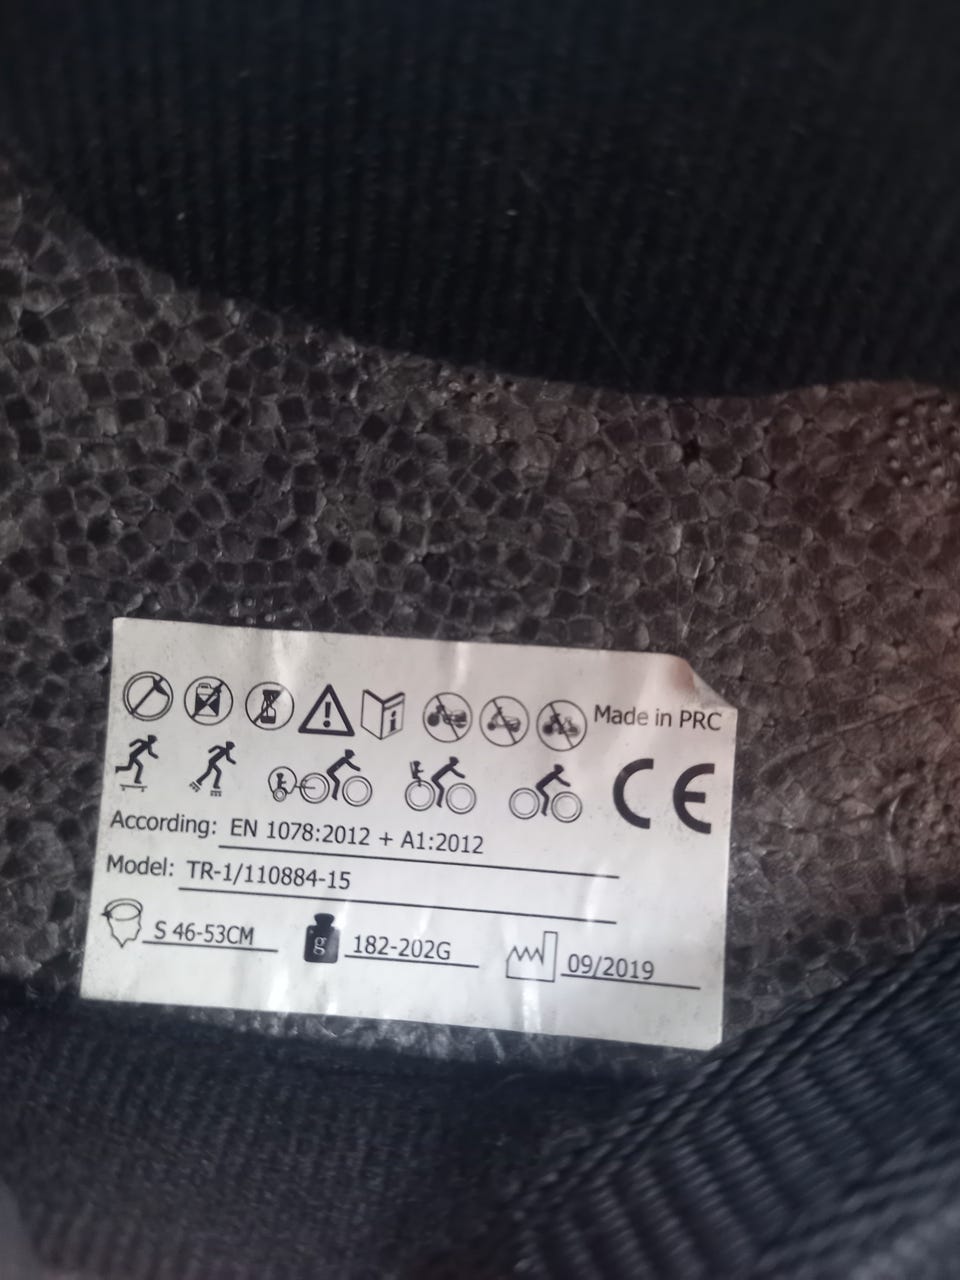 Made in PRC
CE
According: EN 1078:2012 + A1:2012
Model: TR-1/110884-15
S 46-53CM g 182-202G 09/2019